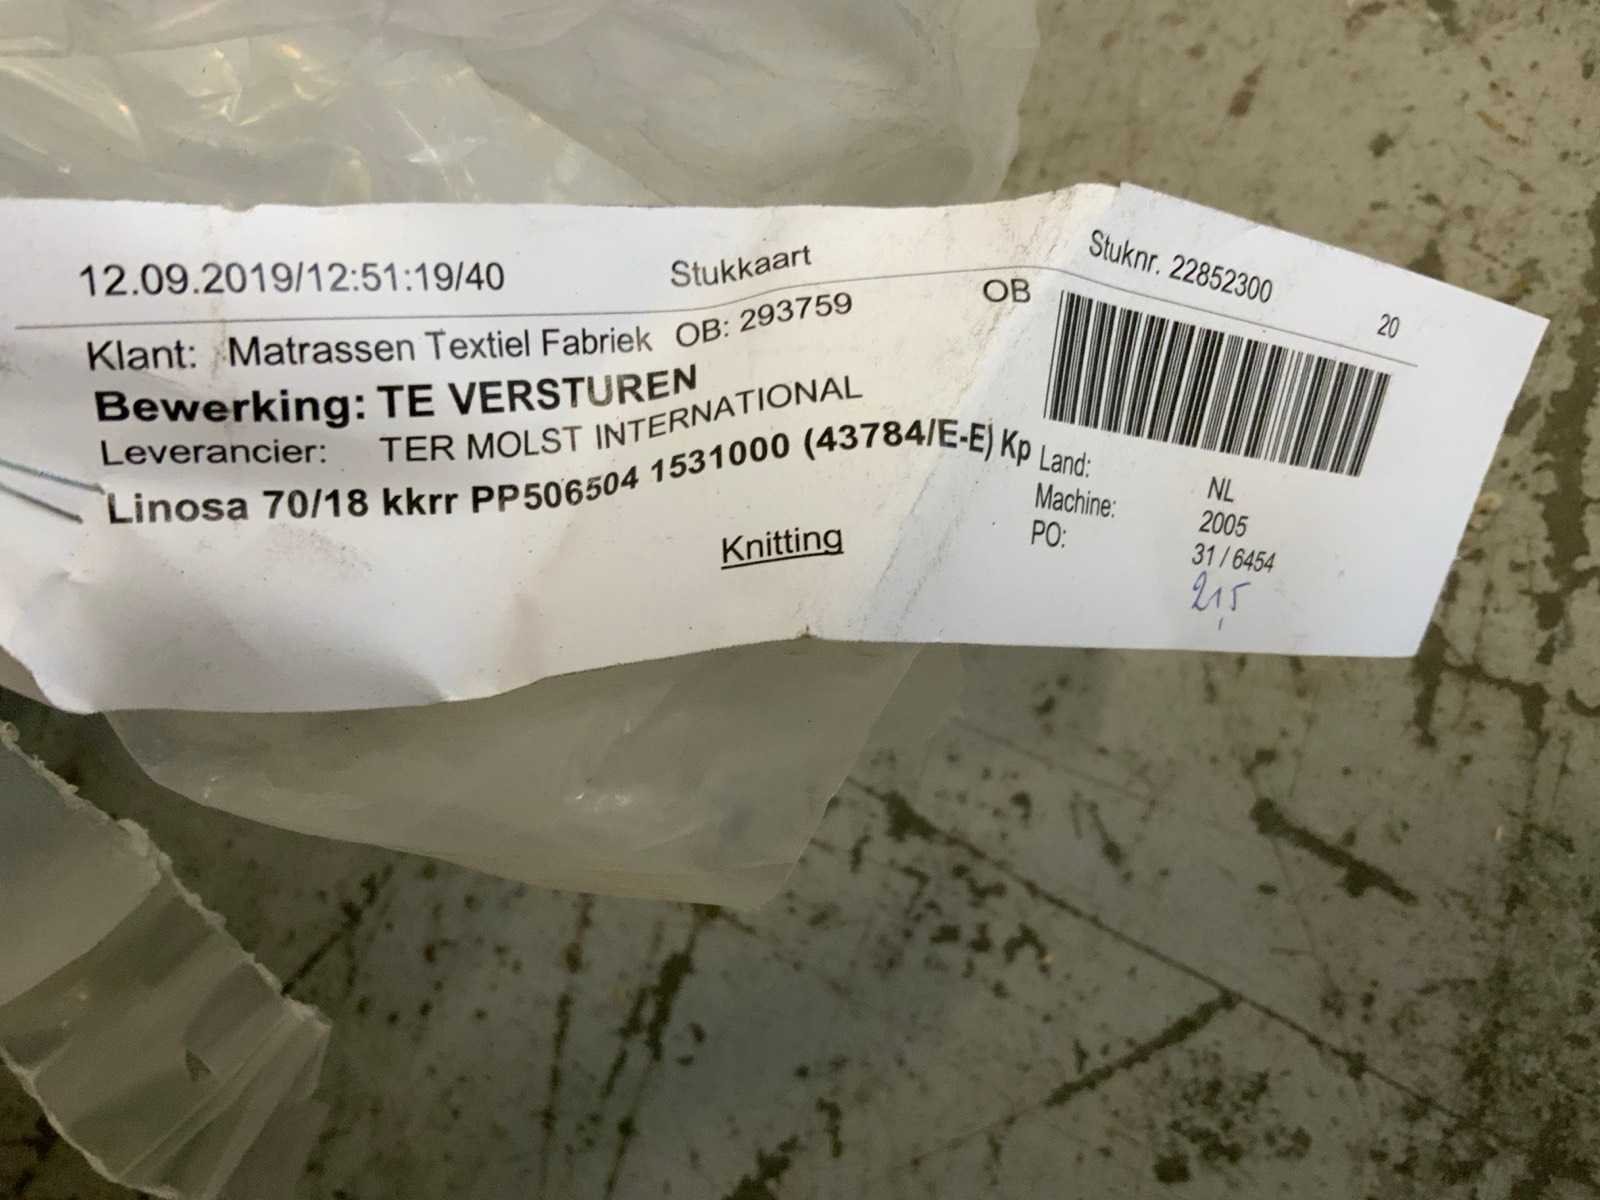 12.09.2019/12:51:19/40 Stukkaart Stuknr. 22852300
Klant: Matrassen Textiel Fabriek OB: 293759 OB 20
Bewerking: TE VERSTUREN
Leverancier: TER MOLST INTERNATIONAL
Linosa 70/18 kkrr PP506504 1531000 (43784/E-E) Kp
Knitting
Land: NL
Machine: 2005
PO: 31 / 6454
21,5